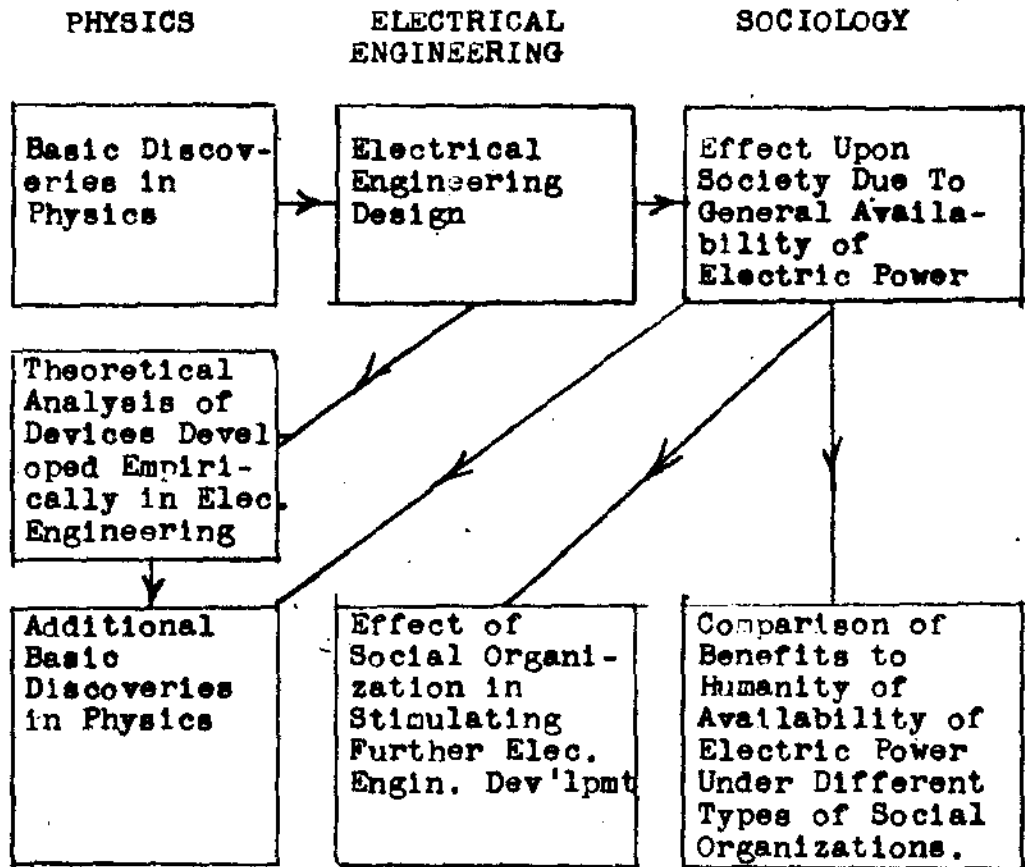 PHYSICS
ELECTRICAL
ENGINEERING
SOCIOLOGY
Basic Discov-
eries in
Physics
Electrical
Engineering
Design
Effect Upon
Society Due To
General Availa-
bility of
Electric Power
Theoretical
Analysis of
Devices Devel
oped Empiri-
cally in Elec.
Engineering
Additional
Basic
Discoveries
in Physics
Effect of
Social Organi-
zation in
Stimulating
Further Elec.
Engin. Dev'lpmt
Comparison of
Benefits to
Humanity of
Availability of
Electric Power
Under Different
Types of Social
Organizations.